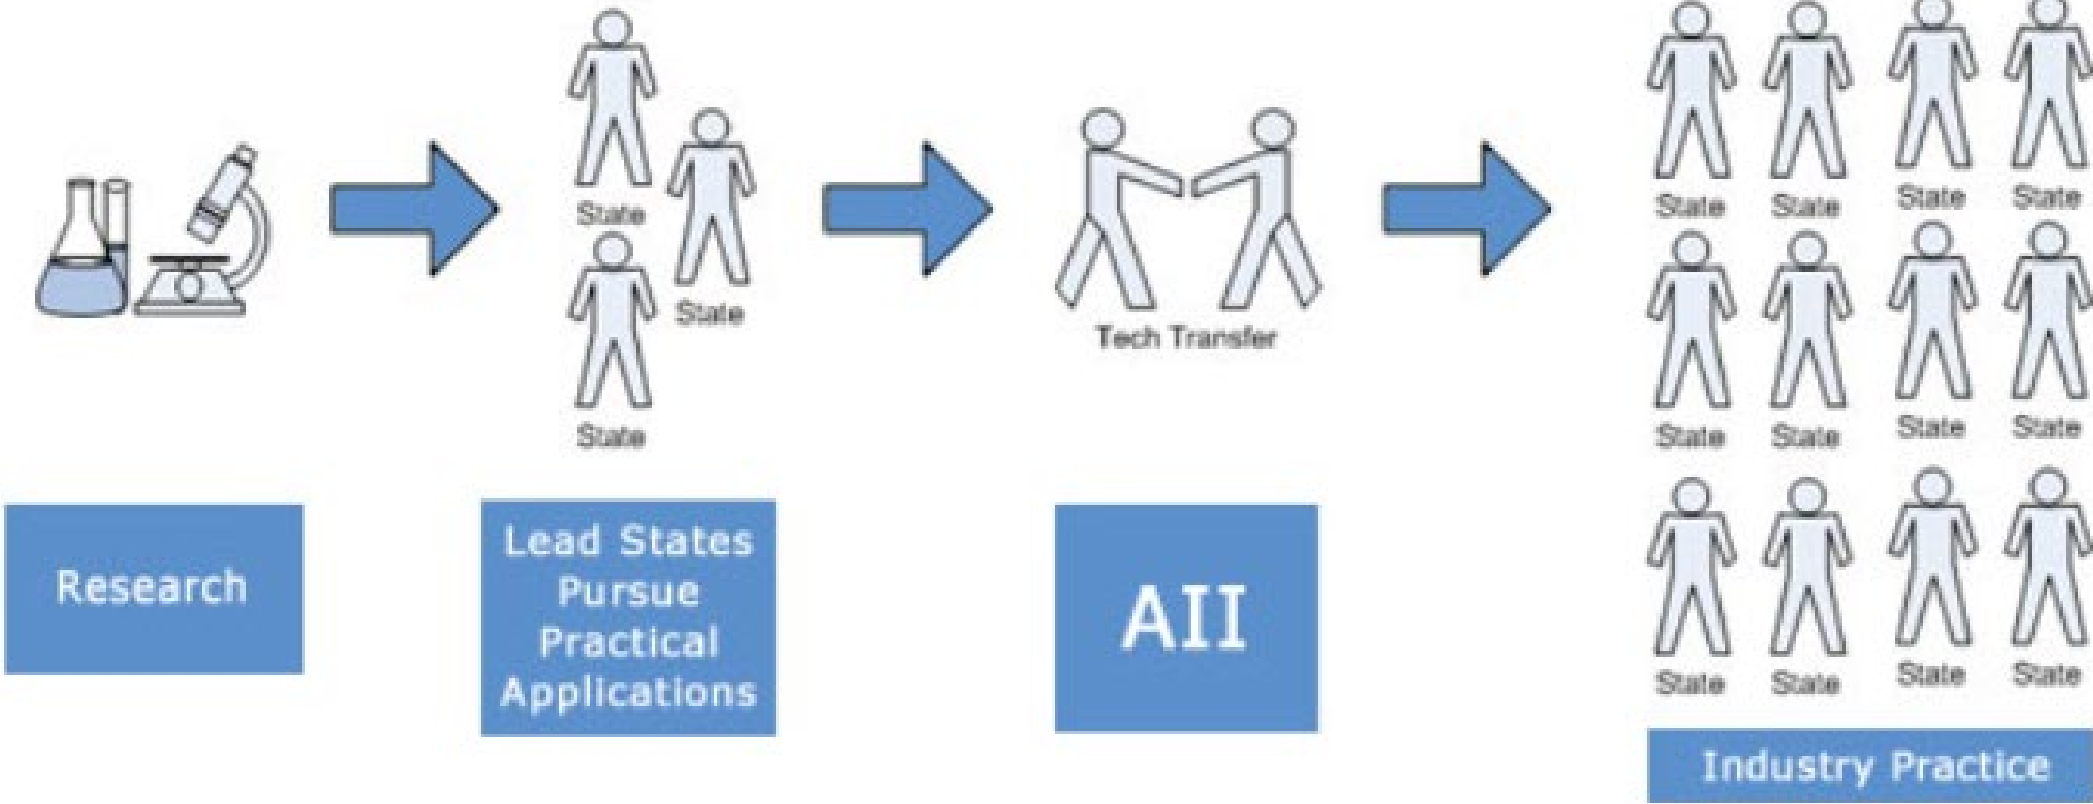 State
State
State
Tech Transfer
State State State State
State State State State
State State State State
Research
Lead States
Pursue
Practical
Applications
AII
Industry Practice